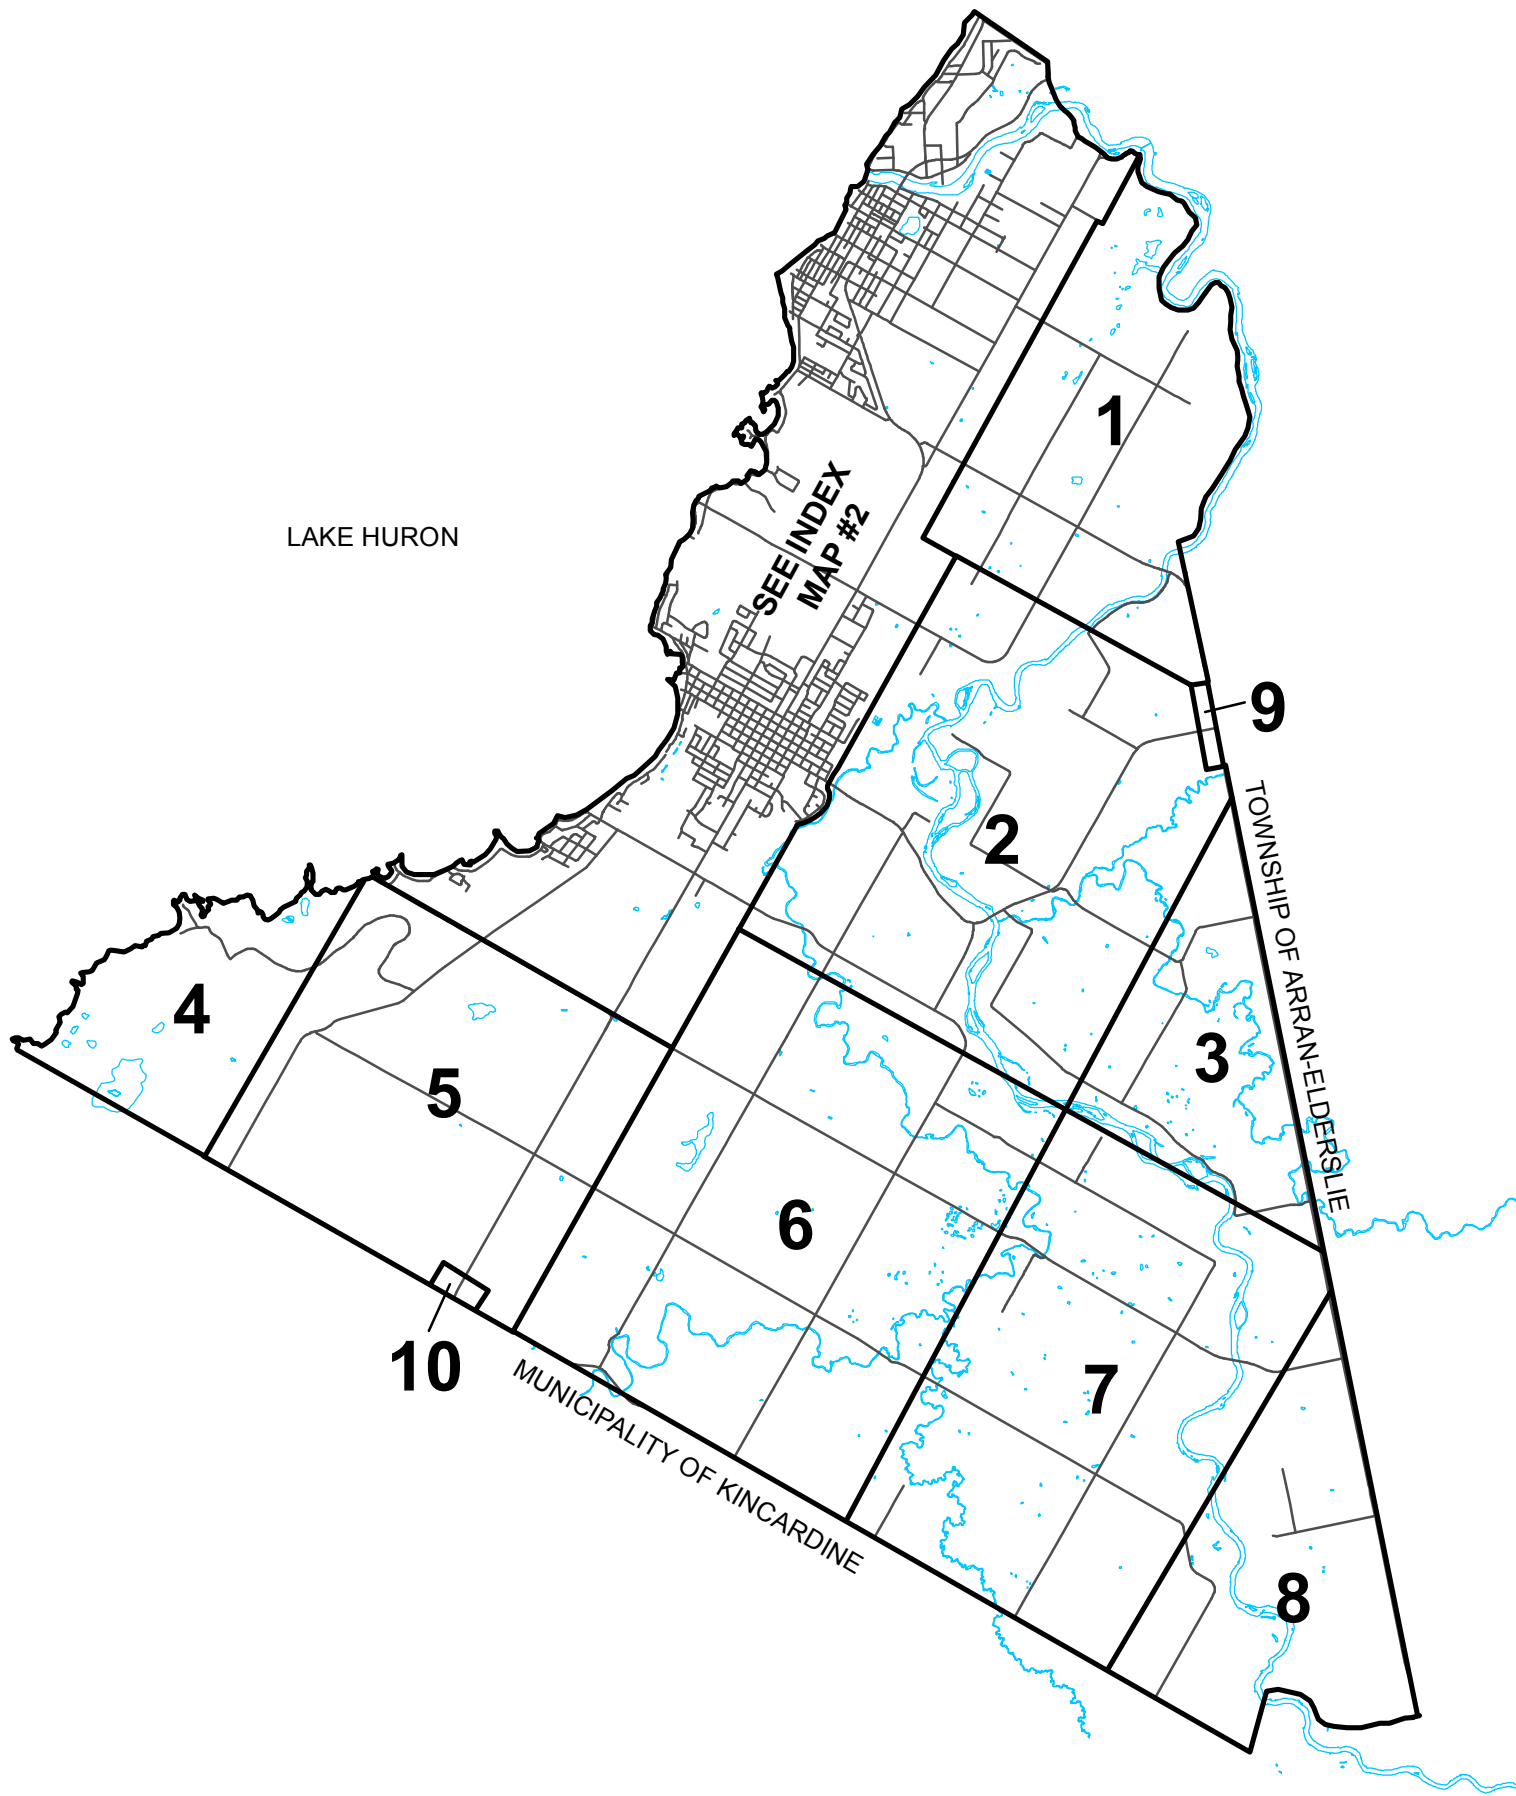 1
LAKE HURON
SEE INDEX
MAP #2
9
2
TOWNSHIP OF ARRAN-ELDERSLIE
4
3
5
6
10
MUNICIPALITY OF KINCARDINE
7
8